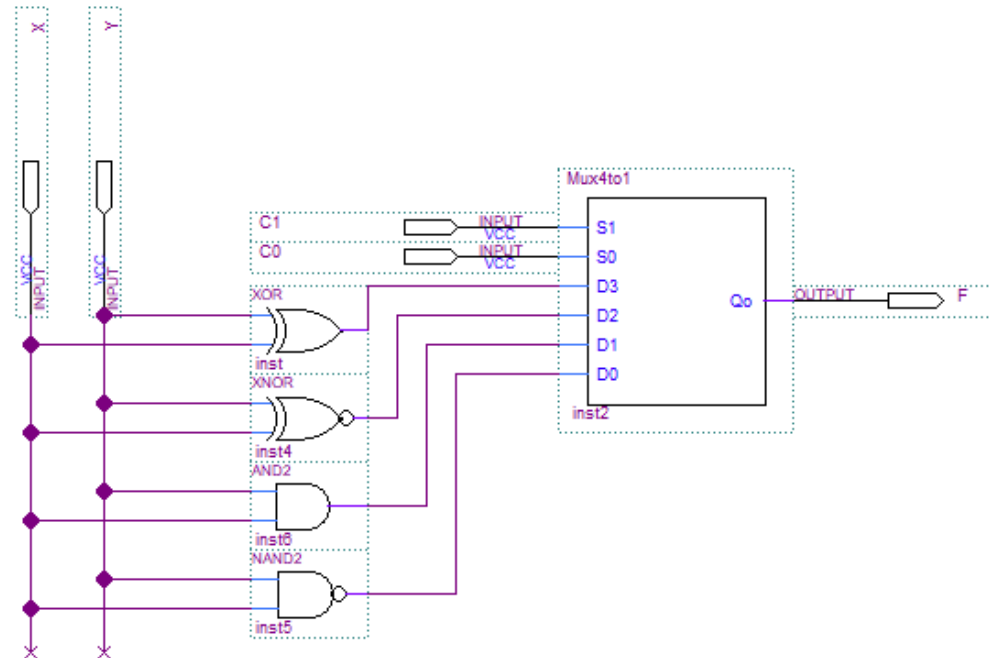 X
Y
VCC
INPUT
VCC
INPUT
C1
INPUT
VCC
C0
INPUT
VCC
XOR
inst
XNOR
inst4
AND2
inst6
NAND2
inst5
Mux4to1
S1
S0
D3
D2
D1
D0
Qo
inst2
OUTPUT
F